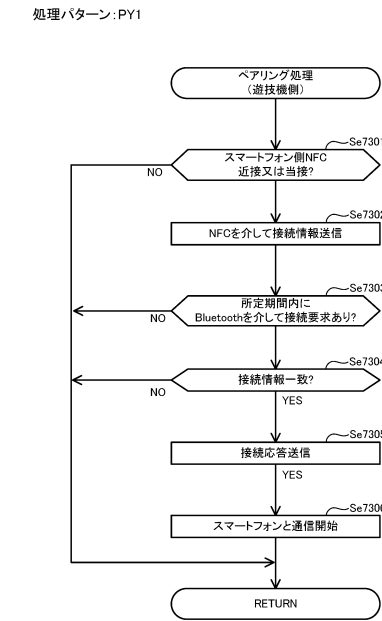 処理パターン:PY1
ペアリング処理
(遊技機側)
Se7301
スマートフォン側NFC
近接又は当接?
NO
Se7302
NFCを介して接続情報送信
Se7303
所定期間内に
Bluetoothを介して接続要求あり?
NO
Se7304
接続情報一致?
NO
YES
Se7305
接続応答送信
YES
Se7306
スマートフォンと通信開始
RETURN